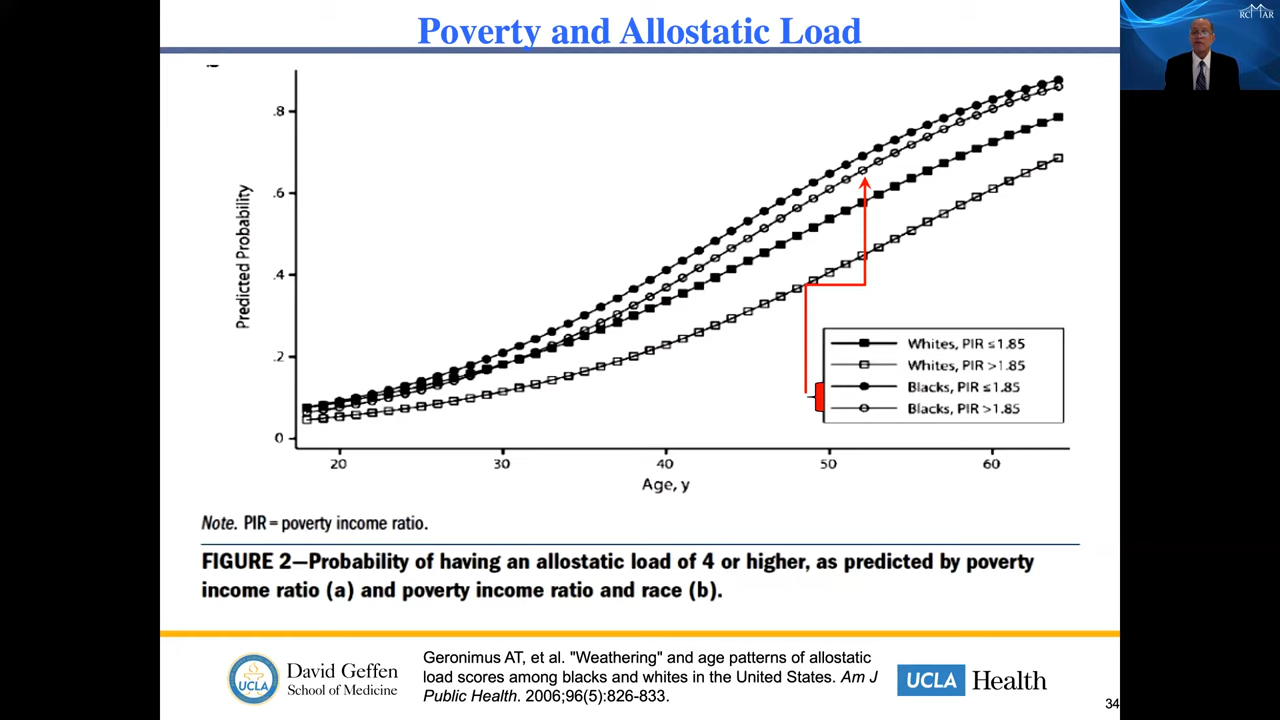 Poverty and Allostatic Load
RCMAR
.8
.6
.4
.2
0
Predicted Probability
20 30 40 50 60
Age, y
Whites, PIR ≤1.85
Whites, PIR >1.85
Blacks, PIR ≤1.85
Blacks, PIR >1.85
Note. PIR = poverty income ratio.
FIGURE 2—Probability of having an allostatic load of 4 or higher, as predicted by poverty
income ratio (a) and poverty income ratio and race (b).
UCLA
David Geffen
School of Medicine
Geronimus AT, et al. "Weathering" and age patterns of allostatic
load scores among blacks and whites in the United States. Am J
Public Health. 2006;96(5):826-833.
UCLA Health
34